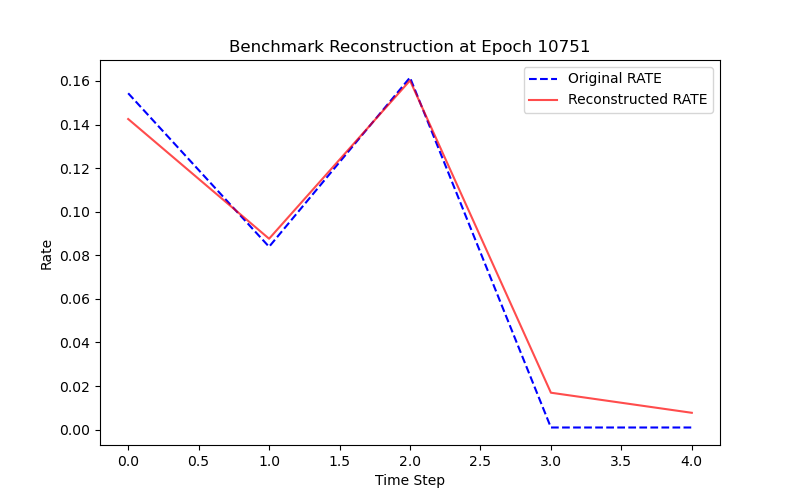 Benchmark Reconstruction at Epoch 10751
Original RATE
Reconstructed RATE
0.16
0.14
0.12
0.10
0.08
0.06
0.04
0.02
0.00
Rate
0.0 0.5 1.0 1.5 2.0 2.5 3.0 3.5 4.0
Time Step